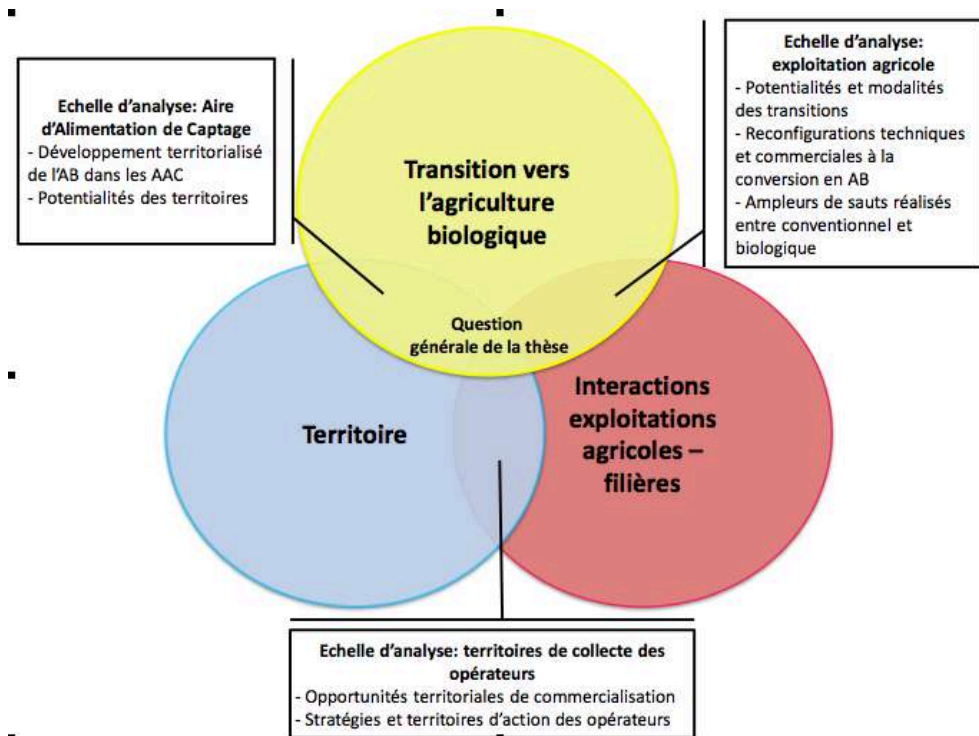 Echelle d'analyse: Aire
d'Alimentation de Captage
- Développement territorialisé
de l'AB dans les AAC
- Potentialités des territoires
Echelle d'analyse:
exploitation agricole
- Potentialités et modalités
des transitions
- Reconfigurations techniques
et commerciales à la
conversion en AB
- Ampleurs de sauts réalisés
entre conventionnel et
biologique
Transition vers
l'agriculture
biologique
Question
générale de la thèse
Territoire
Interactions
exploitations
agricoles –
filières
Echelle d'analyse: territoires de collecte des
opérateurs
- Opportunités territoriales de commercialisation
- Stratégies et territoires d'action des opérateurs